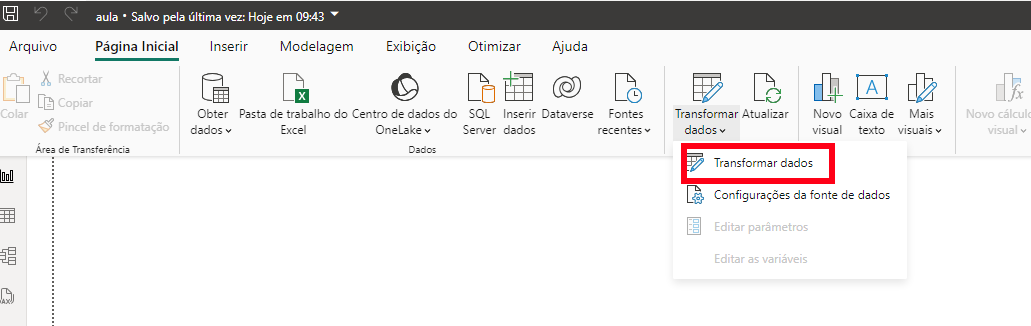 aula • Salvo pela última vez: Hoje em 09:43
Arquivo Página Inicial Inserir Modelagem Exibição Otimizar Ajuda
Colar
Recortar
Copiar
Pincel de formatação
Área de Transferência
Obter
dados
Pasta de trabalho do
Excel
Centro de dados do
OneLake
SQL
Server
Inserir
dados
Dataverse
Fontes
recentes
Dados
Transformar
dados
Atualizar
Novo
visual
Caixa de
texto
Mais
visuais
Novo cálculo
visual
Transformar dados
Configurações da fonte de dados
Editar parâmetros
Editar as variáveis